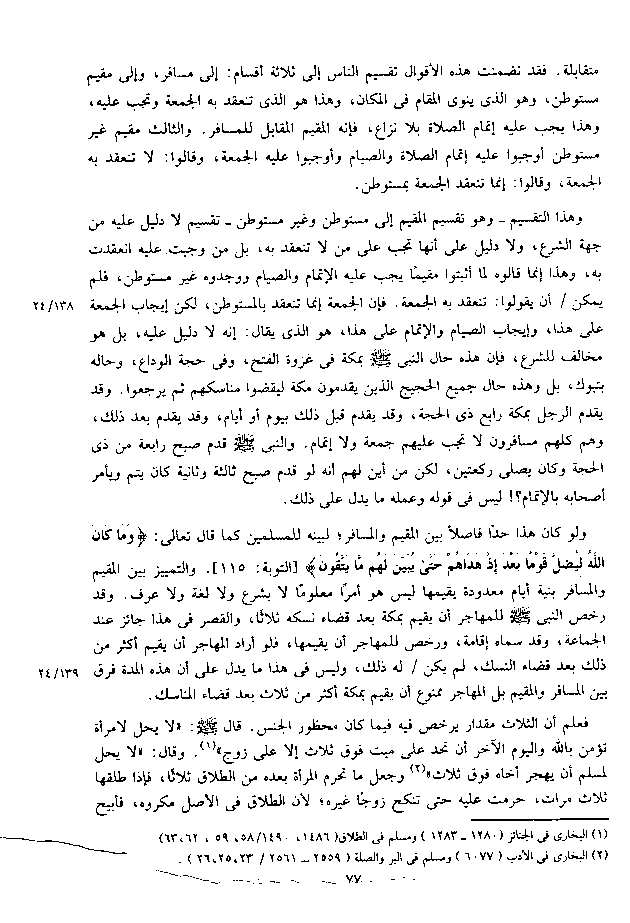 متقابلة. فقد تضمنت هذه الأقوال تقسيم الناس إلى ثلاثة أقسام: إلى مسافر، وإلى مقيم
مستوطن، وهو الذى ينوى المقام فى المكان، وهذا هو الذى تنعقد به الجمعة وتجب عليه،
وهذا يجب عليه إتمام الصلاة بلا نزاع، فإنه المقيم المقابل للمسافر. والثالث مقيم غير
مستوطن أوجبوا عليه إتمام الصلاة والصيام وأوجبوا عليه الجمعة، وقالوا: لا تنعقد به
الجمعة، وقالوا: إنما تنعقد الجمعة بمستوطن.
وهذا التقسيم ـ وهو تقسيم المقيم إلى مستوطن وغير مستوطن ـ تقسيم لا دليل عليه من
جهة الشرع، ولا دليل على أنها تجب على من لا تنعقد به، بل من وجبت عليه انعقدت
به، وهذا إنما قالوه لما أثبتوا مقيمًا يجب عليه الإتمام والصيام ووجدوه غير مستوطن، فلم
٢٤/١٣٨ يمكن / أن يقولوا: تنعقد به الجمعة. فإن الجمعة إنما تنعقد بالمستوطن، لكن إيجاب الجمعة
على هذا، وإيجاب الصيام والإتمام على هذا، هو الذى يقال: إنه لا دليل عليه، بل هو
مخالف للشرع، فإن هذه حال النبى ﷺ بمكة فى غزوة الفتح، وفى حجة الوداع، وحاله
بتبوك، بل وهذه حال جميع الحجيج الذين يقدمون مكة ليقضوا مناسكهم ثم يرجعوا. وقد
يقدم الرجل بمكة رابع ذى الحجة، وقد يقدم قبل ذلك بيوم أو أيام، وقد يقدم بعد ذلك،
وهم كلهم مسافرون لا تجب عليهم جمعة ولا إتمام. والنبى ﷺ قدم صبح رابعة من ذى
الحجة وكان يصلى ركعتين، لكن من أين لهم أنه لو قدم صبح ثالثة وثانية كان يتم ويأمر
أصحابه بالإتمام؟! ليس فى قوله وعمله ما يدل على ذلك.
ولو كان هذا حدًا فاصلاً بين المقيم والمسافر؛ لبينه للمسلمين كما قال تعالى: ﴿وَمَا كَانَ
اللَّهُ لِيُضِلَّ قَوْمًا بَعْدَ إِذْ هَدَاهُمْ حَتَّىٰ يُبَيِّنَ لَهُم مَّا يَتَّقُونَ﴾ [التوبة: ١١٥]. والتمييز بين المقيم
والمسافر بنية أيام معدودة يقيمها ليس هو أمرًا معلومًا لا بشرع ولا لغة ولا عرف. وقد
رخص النبى ﷺ للمهاجر أن يقيم بمكة بعد قضاء نسكه ثلاثًا، والقصر فى هذا جائز عند
الجماعة، وقد سماه إقامة، ورخص للمهاجر أن يقيمها، فلو أراد المهاجر أن يقيم أكثر من
٢٤/١٣٩ ذلك بعد قضاء النسك، لم يكن / له ذلك، وليس فى هذا ما يدل على أن هذه المدة فرق
بين المسافر والمقيم بل المهاجر ممنوع أن يقيم بمكة أكثر من ثلاث بعد قضاء المناسك.
فعلم أن الثلاث مقدار يرخص فيه فيما كان محظور الجنس. قال ﷺ: «لا يحل لامرأة
تؤمن بالله واليوم الآخر أن تحد على ميت فوق ثلاث إلا على زوج»(١). وقال: «لا يحل
لمسلم أن يهجر أخاه فوق ثلاث»(٢) وجعل ما تحرم المرأة بعده من الطلاق ثلاثًا، فإذا طلقها
ثلاث مرات، حرمت عليه حتى تنكح زوجًا غيره؛ لأن الطلاق فى الأصل مكروه، فأبيح
(١) البخارى فى الجنائز (١٢٨٠ ـ ١٢٨٣) ومسلم فى الطلاق(١٤٨٦، ١٤٩٠/٥٨، ٥٩، ٦٢،٦٣)
(٢) البخارى فى الأدب (٦٠٧٧) ومسلم فى البر والصلة (٢٥٥٩ ـ ٢٥٦١ / ٢٣، ٢٥، ٢٦).
٧٧